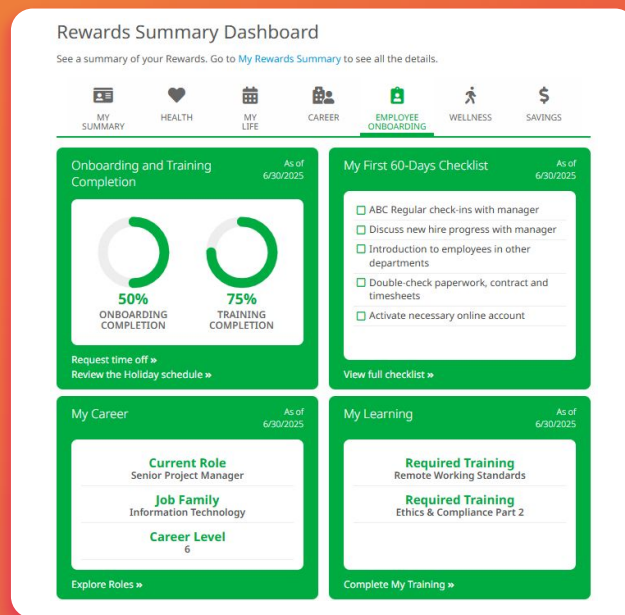 Rewards Summary Dashboard
See a summary of your Rewards. Go to My Rewards Summary to see all the details.
MY
SUMMARY
HEALTH
MY
LIFE
CAREER
EMPLOYEE
ONBOARDING
WELLNESS
SAVINGS
Onboarding and Training
Completion
As of
6/30/2025
50%
ONBOARDING
COMPLETION
75%
TRAINING
COMPLETION
Request time off »
Review the Holiday schedule »
My First 60-Days Checklist
As of
6/30/2025
ABC Regular check-ins with manager
Discuss new hire progress with manager
Introduction to employees in other
departments
Double-check paperwork, contract and
timesheets
Activate necessary online account
View full checklist »
My Career
As of
6/30/2025
Current Role
Senior Project Manager
Job Family
Information Technology
Career Level
6
Explore Roles »
My Learning
As of
6/30/2025
Required Training
Remote Working Standards
Required Training
Ethics & Compliance Part 2
Complete My Training »